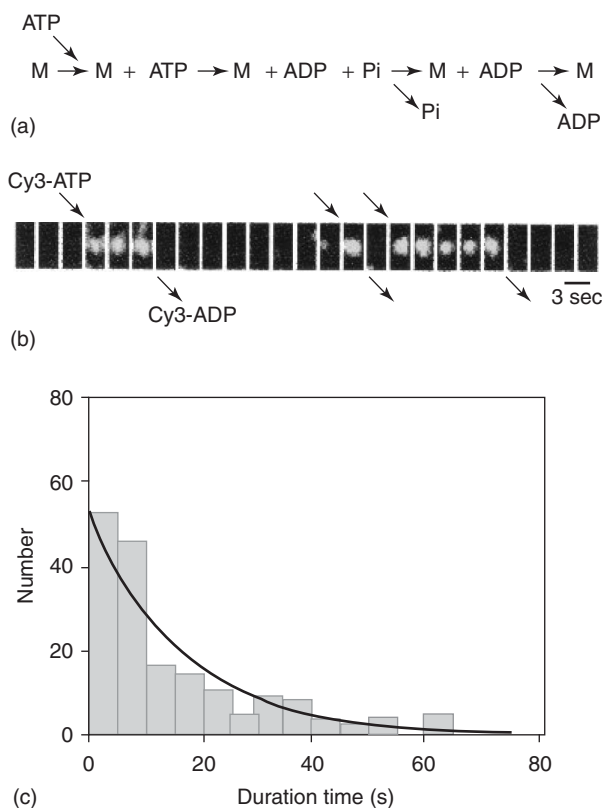 ATP
M → M + ATP → M + ADP + Pi → M + ADP → M
Pi
ADP
(a)
Cy3-ATP
3 sec
Cy3-ADP
(b)
80
60
40
20
0
Number
0 20 40 60 80
(c)
Duration time (s)